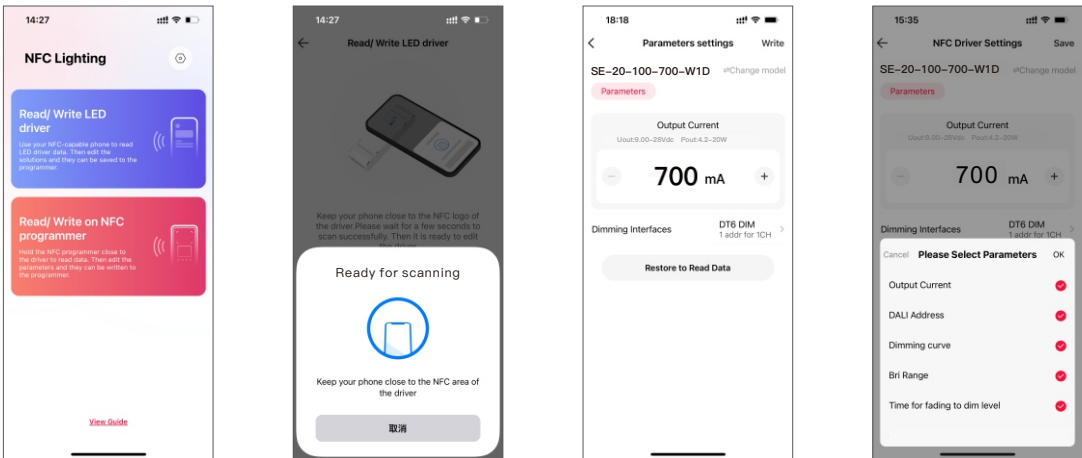 14:27
NFC Lighting
Read/ Write LED
driver
Use your NFC-capable phone to read
LED driver data. Then edit the
solutions and they can be saved to the
programmer.
Read/ Write on NFC
programmer
Hold the NFC programmer close to
the driver to read data. Then edit the
parameters and they can be written to
the programmer.
View Guide
14:27
Read/ Write LED driver
Keep your phone close to the NFC logo of
the driver.Please wait for a few seconds to
scan successfully. Then it is ready to edit
the driver
Ready for scanning
Keep your phone close to the NFC area of
the driver
取消
18:18
Parameters settings Write
SE-20-100-700-W1D ⇌Change model
Parameters
Output Current
Uout:9.00-28Vdc Pout:4.2-20W
− 700 mA +
Dimming Interfaces DT6 DIM
1 addr for 1CH
Restore to Read Data
15:35
NFC Driver Settings Save
SE-20-100-700-W1D ⇌Change model
Parameters
Output Current
Uout:9.00-28Vdc Pout:4.2-20W
− 700 mA +
Dimming Interfaces DT6 DIM
1 addr for 1CH
Cancel Please Select Parameters OK
Output Current
DALI Address
Dimming curve
Bri Range
Time for fading to dim level